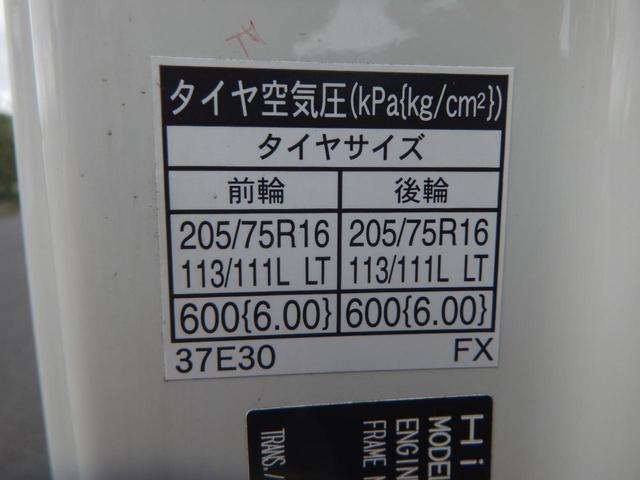 タイヤ空気圧(kPa{kg/cm²})
タイヤサイズ
前輪 後輪
205/75R16 205/75R16
113/111L LT 113/111L LT
600{6.00} 600{6.00}
37E30 FX
Hi
MODEL
ENGIN
FRAME N
TRANS./